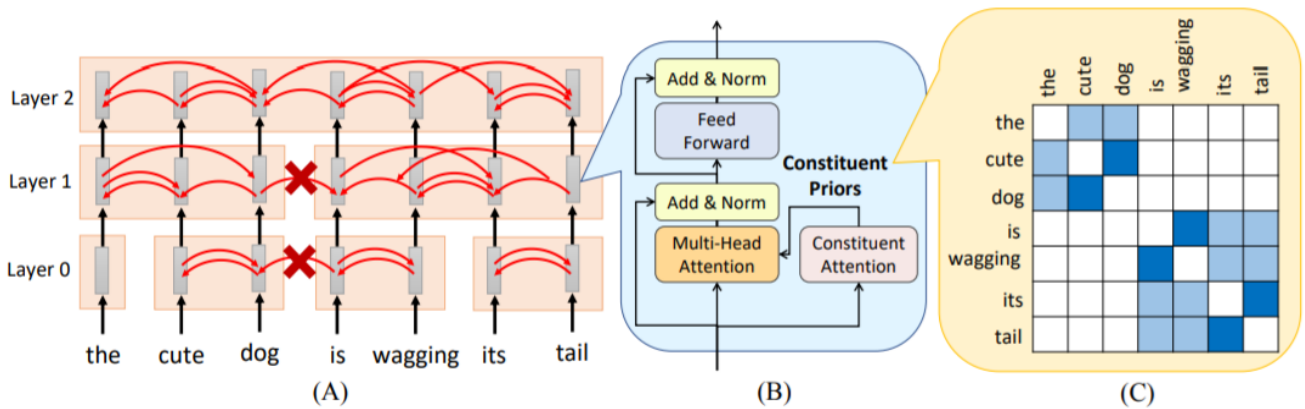 Layer 2
Layer 1
Layer 0
the cute dog is wagging its tail
(A)
Add & Norm
Feed
Forward
Constituent
Priors
Add & Norm
Multi-Head
Attention
Constituent
Attention
(B)
the cute dog is wagging its tail
the
cute
dog
is
wagging
its
tail
(C)